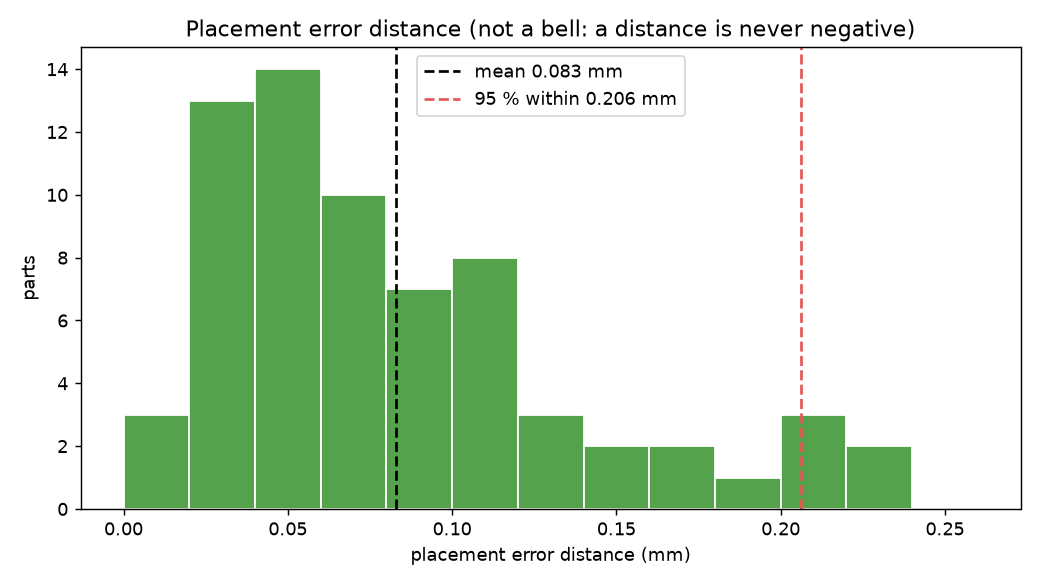 Placement error distance (not a bell: a distance is never negative)
mean 0.083 mm
95 % within 0.206 mm
14
12
10
8
6
4
2
0
parts
0.00
0.05
0.10
0.15
0.20
0.25
placement error distance (mm)